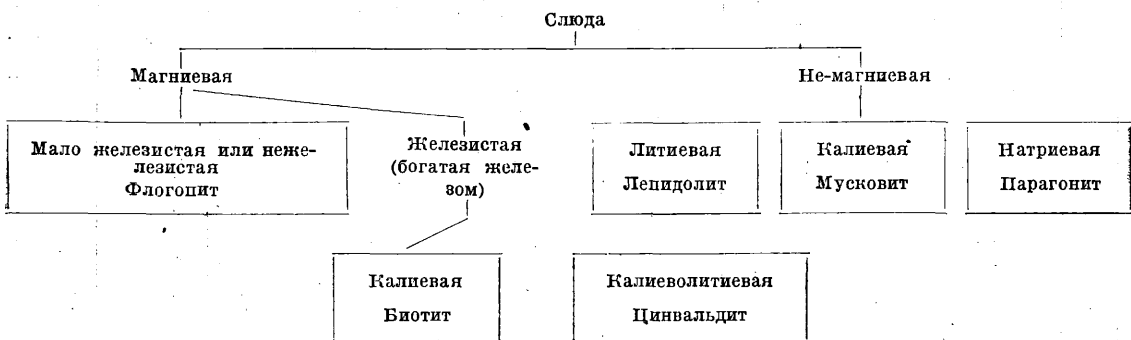 Слюда
Магниевая
Не-магниевая
Мало железистая или неже-
лезистая
Флогопит
Железистая
(богатая желе-
зом)
Литиевая
Лепидолит
Калиевая
Мусковит
Натриевая
Парагонит
Калиевая
Биотит
Калиеволитиевая
Цинвальдит